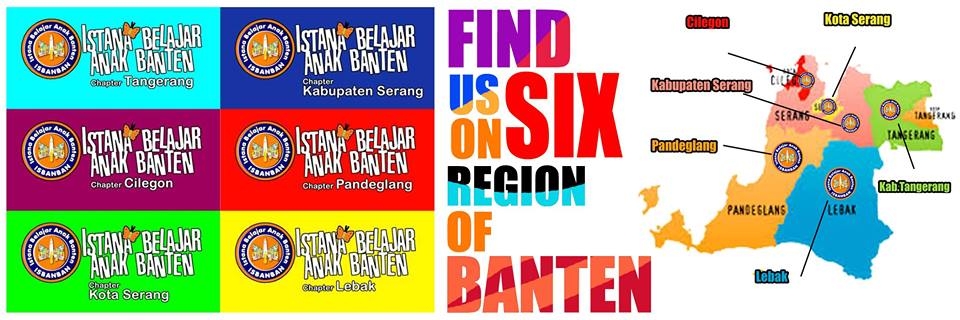 Istana Belajar Anak Banten
ISBANBAN
ISTANA BELAJAR
ANAK BANTEN
Chapter Tangerang
Istana Belajar Anak Banten
ISBANBAN
ISTANA BELAJAR
ANAK BANTEN
Chapter
Kabupaten Serang
Istana Belajar Anak Banten
ISBANBAN
ISTANA BELAJAR
ANAK BANTEN
Chapter Cilegon
Istana Belajar Anak Banten
ISBANBAN
ISTANA BELAJAR
ANAK BANTEN
Chapter Pandeglang
Istana Belajar Anak Banten
ISBANBAN
ISTANA BELAJAR
ANAK BANTEN
Chapter
Kota Serang
Istana Belajar Anak Banten
ISBANBAN
ISTANA BELAJAR
ANAK BANTEN
Chapter Lebak
FIND
US
ON SIX
REGION
OF
BANTEN
Cilegon
Kota Serang
Kabupaten Serang
Pandeglang
Kab.Tangerang
Lebak
SERANG
TANGERANG
TANGERANG
PANDEGLANG
LEBAK